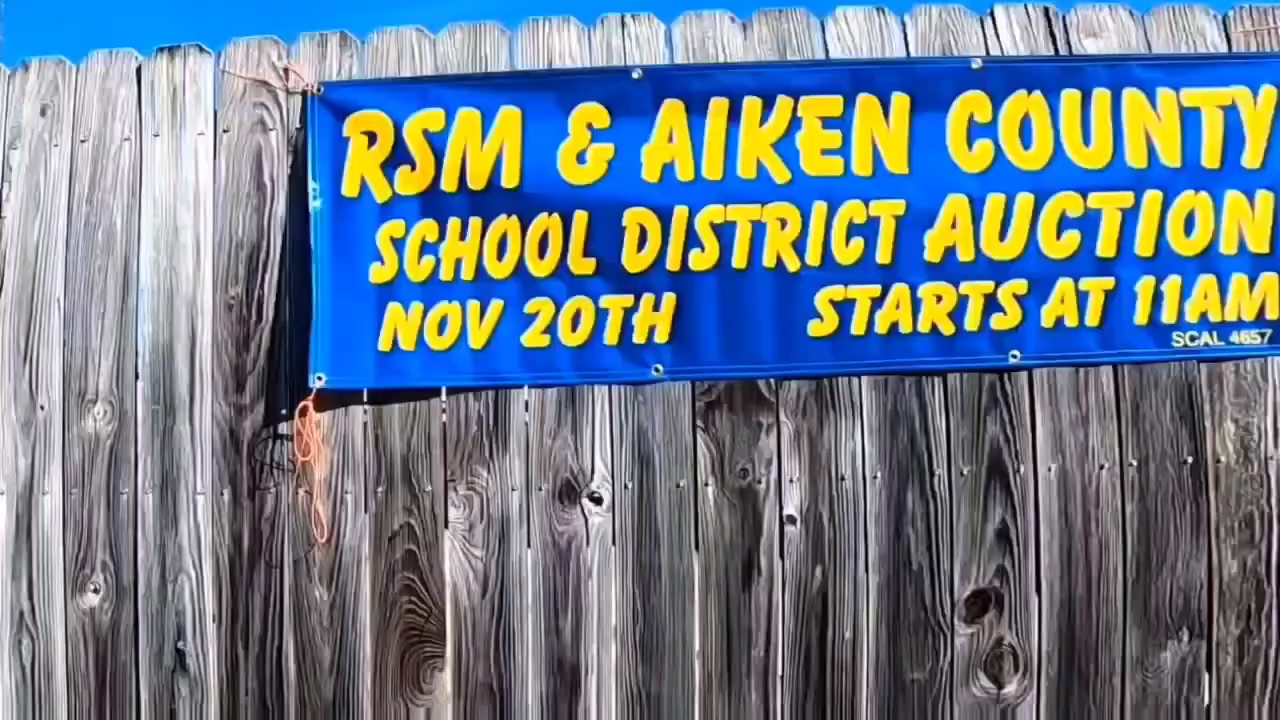 RSM & AIKEN COUNTY
SCHOOL DISTRICT AUCTION
NOV 20TH STARTS AT 11AM
SCAL 4657